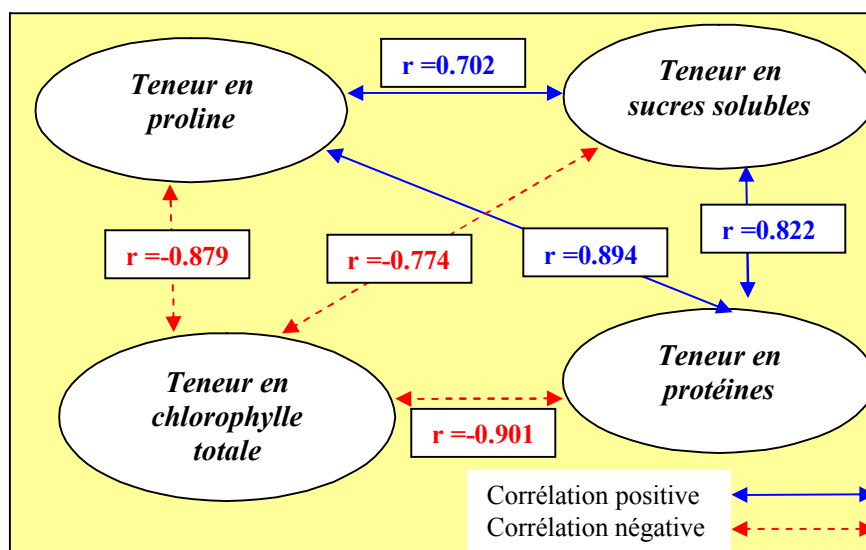 Teneur en
proline
r =0.702
Teneur en
sucres solubles
r =-0.879
r =-0.774
r =0.894
r =0.822
Teneur en
chlorophylle
totale
r =-0.901
Teneur en
protéines
Corrélation positive
Corrélation négative